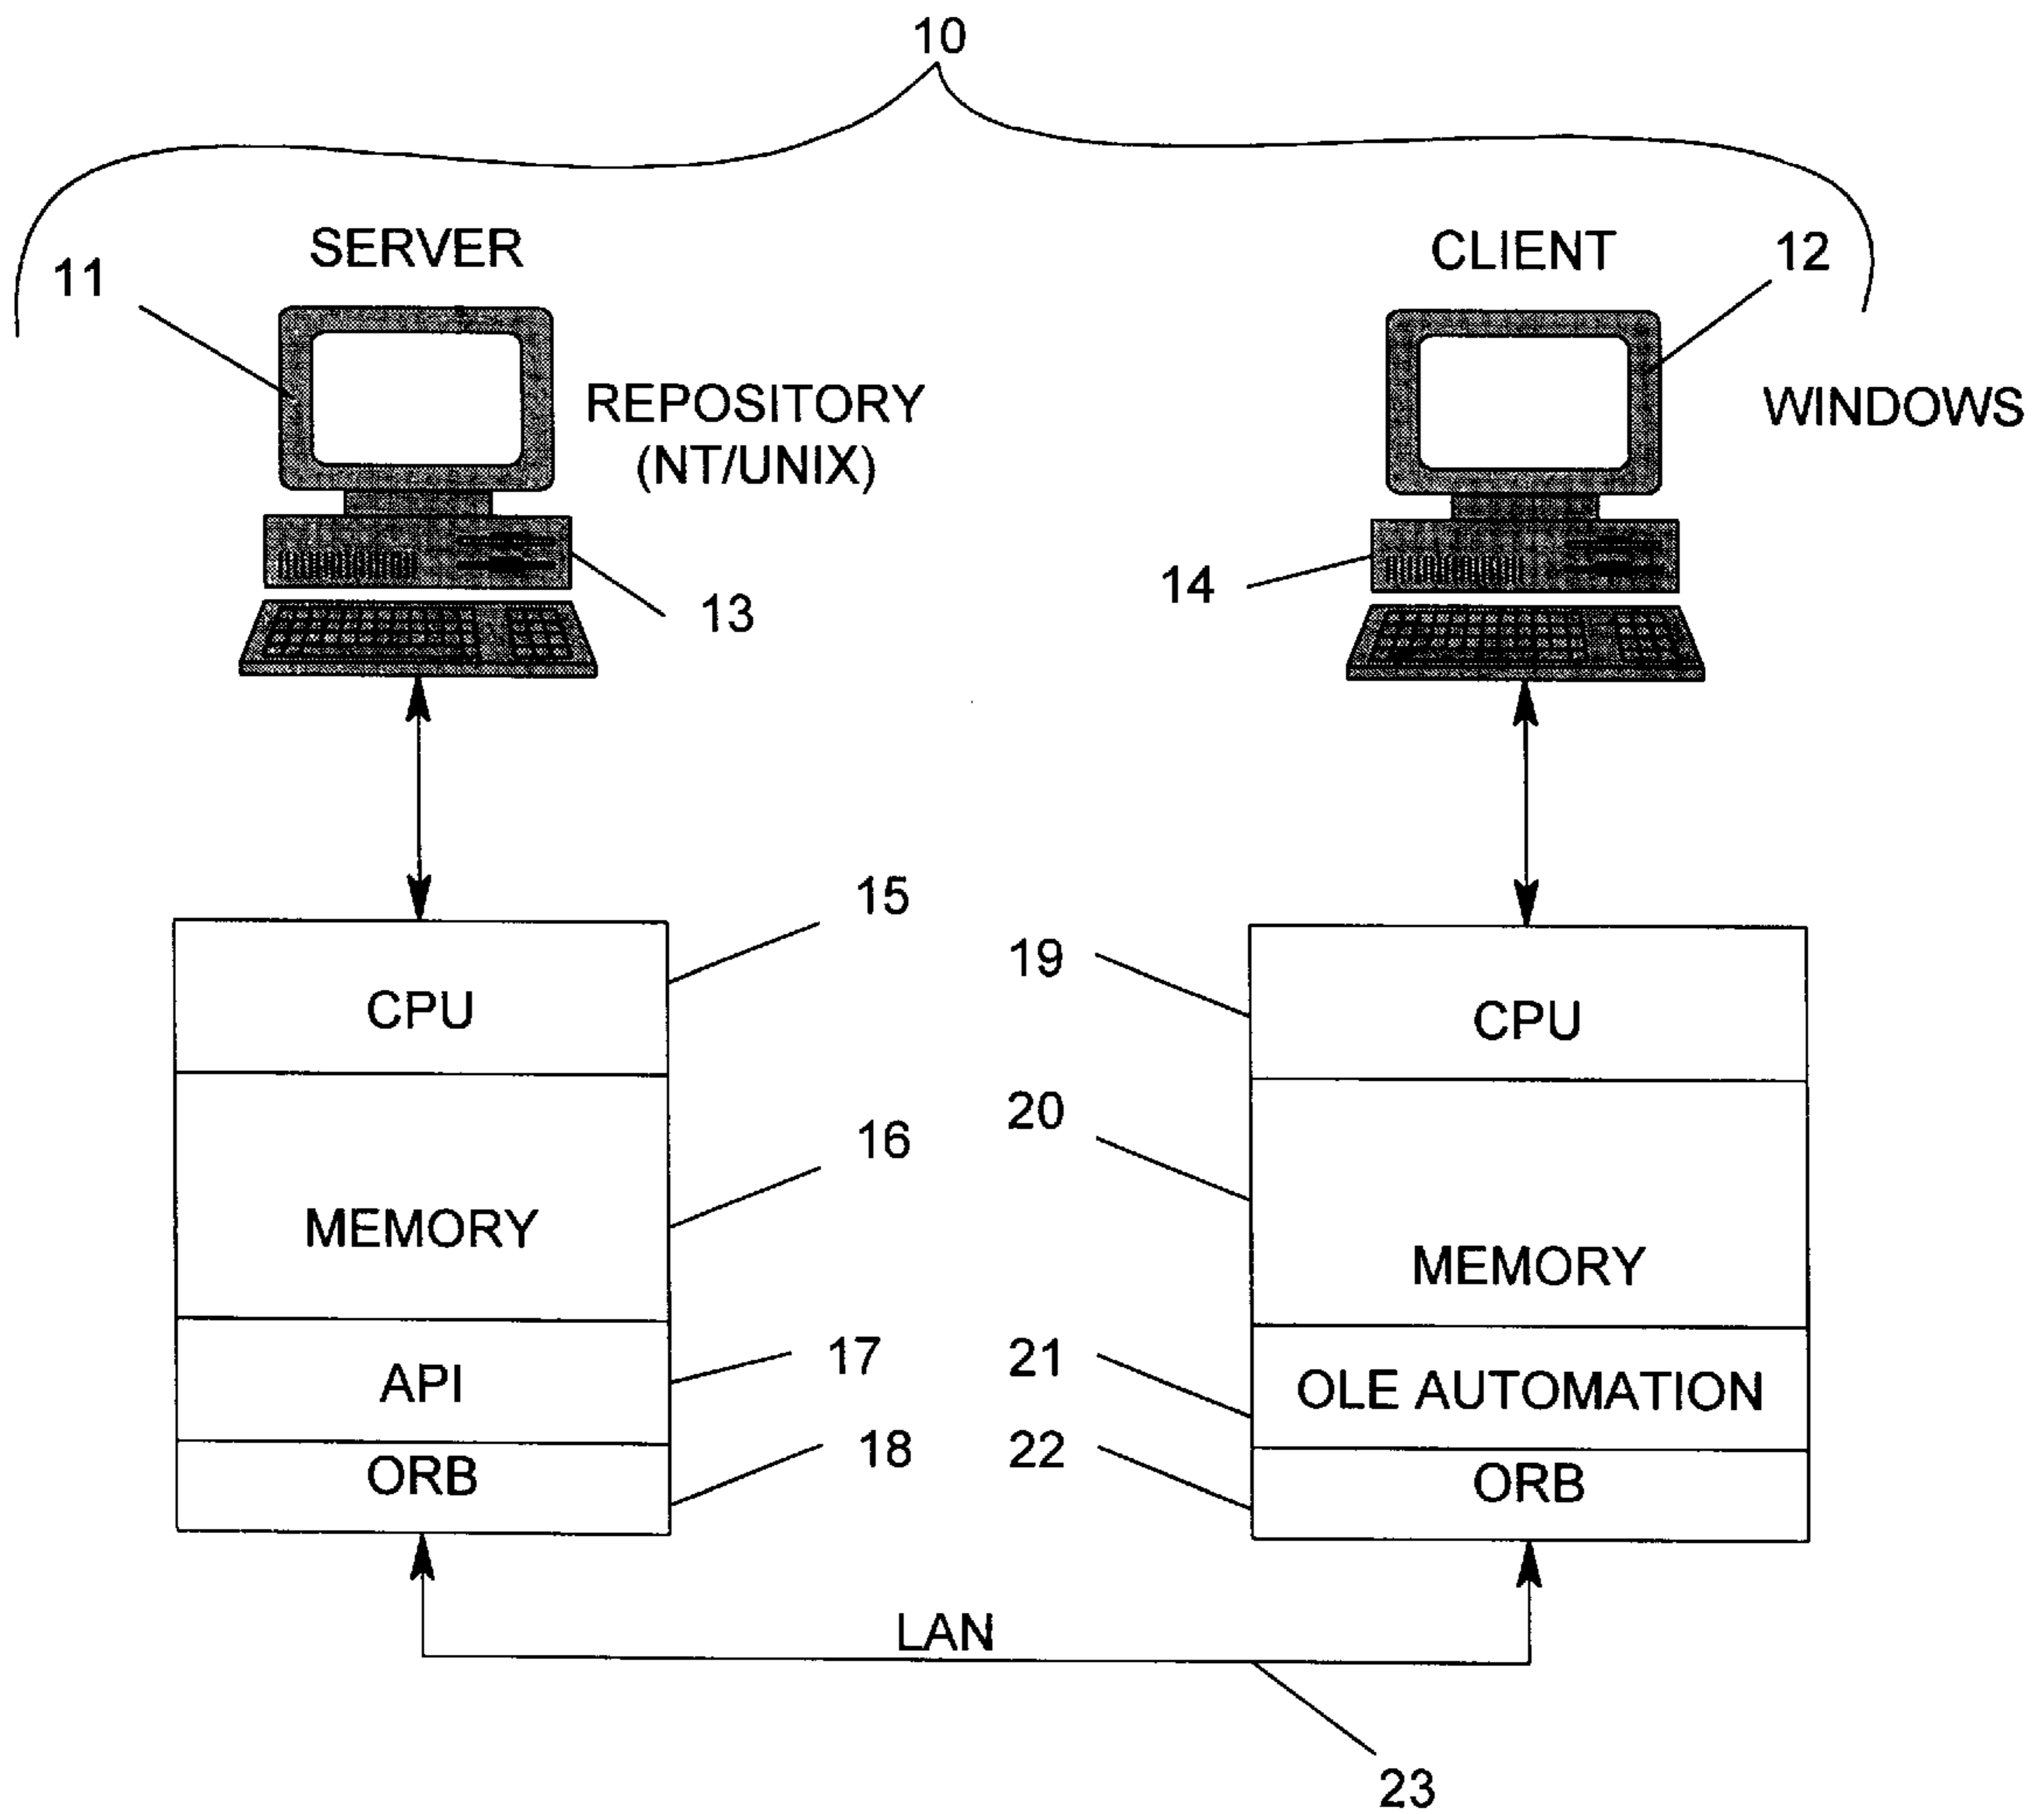 10
SERVER
CLIENT
12
11
REPOSITORY
(NT/UNIX)
WINDOWS
13
14
15
CPU
19
CPU
16
20
MEMORY
MEMORY
17
API
21
OLE AUTOMATION
18
ORB
22
ORB
LAN
23